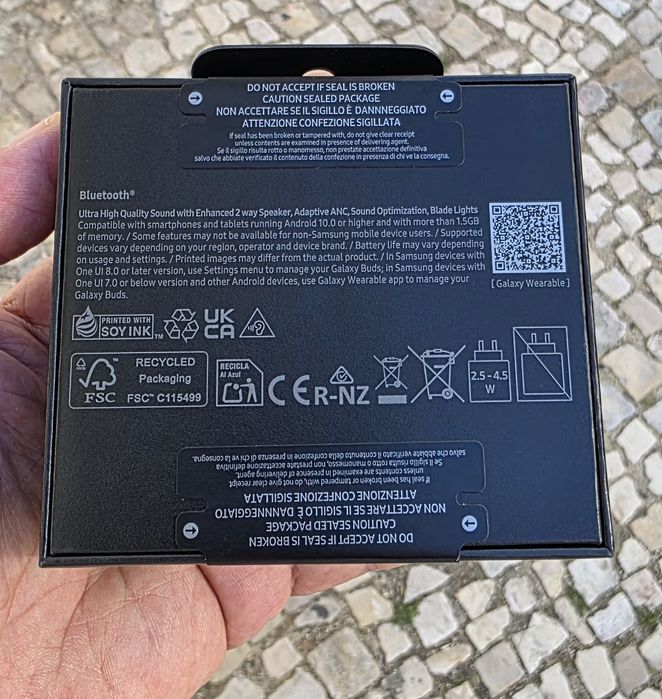 DO NOT ACCEPT IF SEAL IS BROKEN
CAUTION SEALED PACKAGE
NON ACCETTARE SE IL SIGILLO È DANNNEGGIATO
ATTENZIONE CONFEZIONE SIGILLATA
If seal has been broken or tampered with, do not give clear receipt
unless contents are examined in presence of delivering agent.
Se il sigillo risulta rotto o manomesso, non prestate accettazione definitiva
salvo che abbiate verificato il contenuto della confezione in presenza di chi ve la consegna.
Bluetooth®
Ultra High Quality Sound with Enhanced 2 way Speaker, Adaptive ANC, Sound Optimization, Blade Lights
Compatible with smartphones and tablets running Android 10.0 or higher and with more than 1.5GB
of memory. / Some features may not be available for non-Samsung mobile device users. / Supported
devices vary depending on your region, operator and device brand. / Battery life may vary depending
on usage and settings. / Printed images may differ from the actual product. / In Samsung devices with
One UI 8.0 or later version, use Settings menu to manage your Galaxy Buds; in Samsung devices with
One UI 7.0 or below version and other Android devices, use Galaxy Wearable app to manage your
Galaxy Buds.
[ Galaxy Wearable ]
PRINTED WITH
SOY INK™
UK
CA
FSC™
RECYCLED
Packaging
FSC™ C115499
RECICLA
Al Azul
CE
R-NZ
2.5 - 4.5
W
DO NOT ACCEPT IF SEAL IS BROKEN
CAUTION SEALED PACKAGE
NON ACCETTARE SE IL SIGILLO È DANNNEGGIATO
ATTENZIONE CONFEZIONE SIGILLATA
If seal has been broken or tampered with, do not give clear receipt
unless contents are examined in presence of delivering agent.
Se il sigillo risulta rotto o manomesso, non prestate accettazione definitiva
salvo che abbiate verificato il contenuto della confezione in presenza di chi ve la consegna.